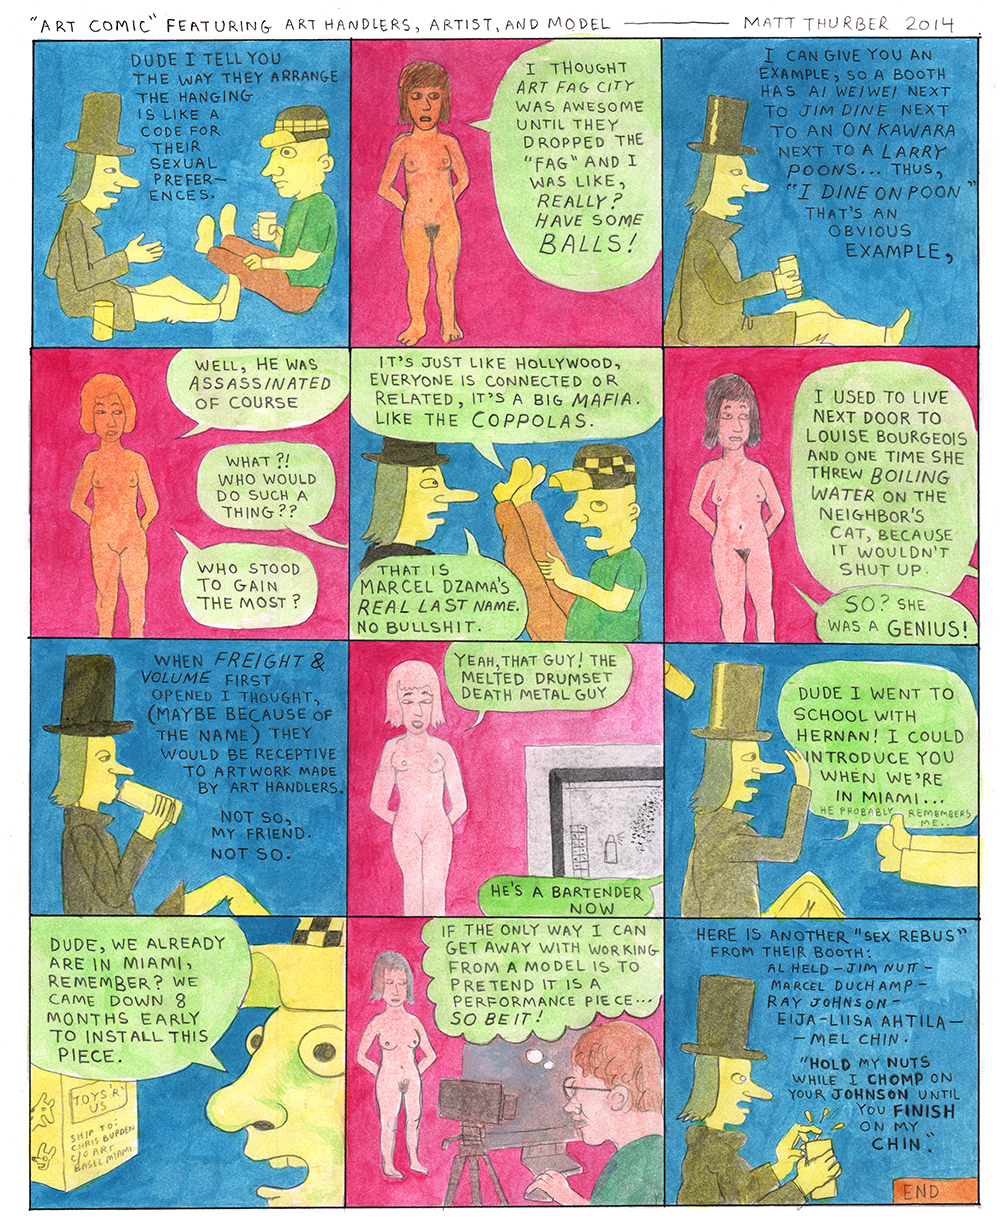 "ART COMIC" FEATURING ART HANDLERS, ARTIST, AND MODEL — MATT THURBER 2014
DUDE I TELL YOU
THE WAY THEY ARRANGE
THE HANGING
IS LIKE A
CODE FOR
THEIR
SEXUAL
PREFER-
ENCES.
I THOUGHT
ART FAG CITY
WAS AWESOME
UNTIL THEY
DROPPED THE
"FAG" AND I
WAS LIKE,
REALLY?
HAVE SOME
BALLS!
I CAN GIVE YOU AN
EXAMPLE, SO A BOOTH
HAS AI WEIWEI NEXT
TO JIM DINE NEXT
TO AN ON KAWARA
NEXT TO A LARRY
POONS... THUS,
"I DINE ON POON"
THAT'S AN
OBVIOUS
EXAMPLE,
WELL, HE WAS
ASSASSINATED
OF COURSE
WHAT?!
WHO WOULD
DO SUCH A
THING??
WHO STOOD
TO GAIN
THE MOST?
IT'S JUST LIKE HOLLYWOOD,
EVERYONE IS CONNECTED OR
RELATED, IT'S A BIG MAFIA.
LIKE THE COPPOLAS.
THAT IS
MARCEL DZAMA'S
REAL LAST NAME.
NO BULLSHIT.
I USED TO LIVE
NEXT DOOR TO
LOUISE BOURGEOIS
AND ONE TIME SHE
THREW BOILING
WATER ON THE
NEIGHBOR'S
CAT, BECAUSE
IT WOULDN'T
SHUT UP.
SO? SHE
WAS A GENIUS!
WHEN FREIGHT &
VOLUME FIRST
OPENED I THOUGHT,
(MAYBE BECAUSE OF
THE NAME) THEY
WOULD BE RECEPTIVE
TO ARTWORK MADE
BY ART HANDLERS.
NOT SO,
MY FRIEND.
NOT SO.
YEAH, THAT GUY! THE
MELTED DRUMSET
DEATH METAL GUY
HE'S A BARTENDER
NOW
DUDE I WENT TO
SCHOOL WITH
HERNAN! I COULD
INTRODUCE YOU
WHEN WE'RE
IN MIAMI...
HE PROBABLY REMEMBERS
ME..
DUDE, WE ALREADY
ARE IN MIAMI,
REMEMBER? WE
CAME DOWN 8
MONTHS EARLY
TO INSTALL THIS
PIECE.
TOYS 'R'
US
SHIP TO:
CHRIS BURDEN
C/O ART
BASEL MIAMI
IF THE ONLY WAY I CAN
GET AWAY WITH WORKING
FROM A MODEL IS TO
PRETEND IT IS A
PERFORMANCE PIECE...
SO BE IT!
HERE IS ANOTHER "SEX REBUS"
FROM THEIR BOOTH:
AL HELD - JIM NUTT -
MARCEL DUCHAMP -
RAY JOHNSON -
EIJA-LIISA AHTILA -
- MEL CHIN.
"HOLD MY NUTS
WHILE I CHOMP ON
YOUR JOHNSON UNTIL
YOU FINISH
ON MY
CHIN."
END